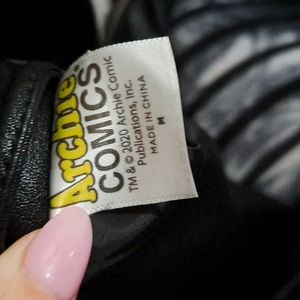 Archie
COMICS
TM & © 2020 Archie Comic
Publications, Inc.
MADE IN CHINA
M